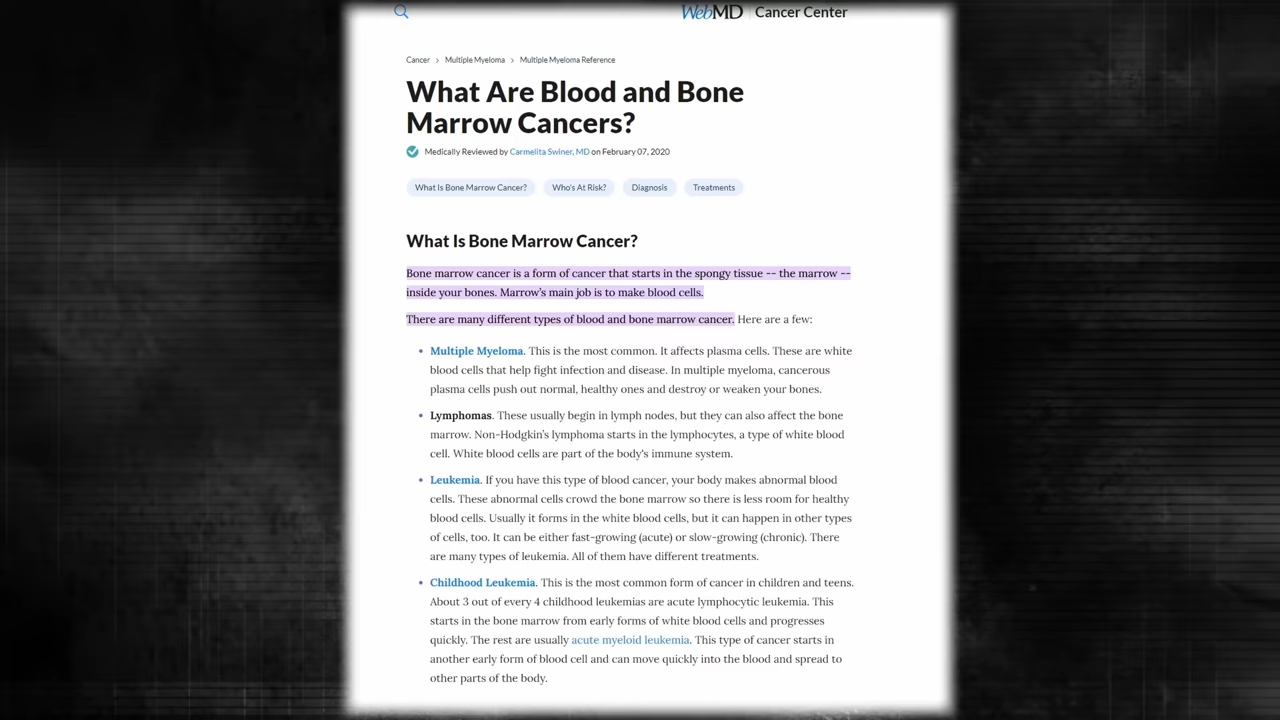 WebMD Cancer Center
Cancer > Multiple Myeloma > Multiple Myeloma Reference
What Are Blood and Bone
Marrow Cancers?
Medically Reviewed by Carmelita Swiner, MD on February 07, 2020
What Is Bone Marrow Cancer? Who's At Risk? Diagnosis Treatments
What Is Bone Marrow Cancer?
Bone marrow cancer is a form of cancer that starts in the spongy tissue -- the marrow --
inside your bones. Marrow's main job is to make blood cells.
There are many different types of blood and bone marrow cancer. Here are a few:
• Multiple Myeloma. This is the most common. It affects plasma cells. These are white
blood cells that help fight infection and disease. In multiple myeloma, cancerous
plasma cells push out normal, healthy ones and destroy or weaken your bones.
• Lymphomas. These usually begin in lymph nodes, but they can also affect the bone
marrow. Non-Hodgkin's lymphoma starts in the lymphocytes, a type of white blood
cell. White blood cells are part of the body's immune system.
• Leukemia. If you have this type of blood cancer, your body makes abnormal blood
cells. These abnormal cells crowd the bone marrow so there is less room for healthy
blood cells. Usually it forms in the white blood cells, but it can happen in other types
of cells, too. It can be either fast-growing (acute) or slow-growing (chronic). There
are many types of leukemia. All of them have different treatments.
• Childhood Leukemia. This is the most common form of cancer in children and teens.
About 3 out of every 4 childhood leukemias are acute lymphocytic leukemia. This
starts in the bone marrow from early forms of white blood cells and progresses
quickly. The rest are usually acute myeloid leukemia. This type of cancer starts in
another early form of blood cell and can move quickly into the blood and spread to
other parts of the body.